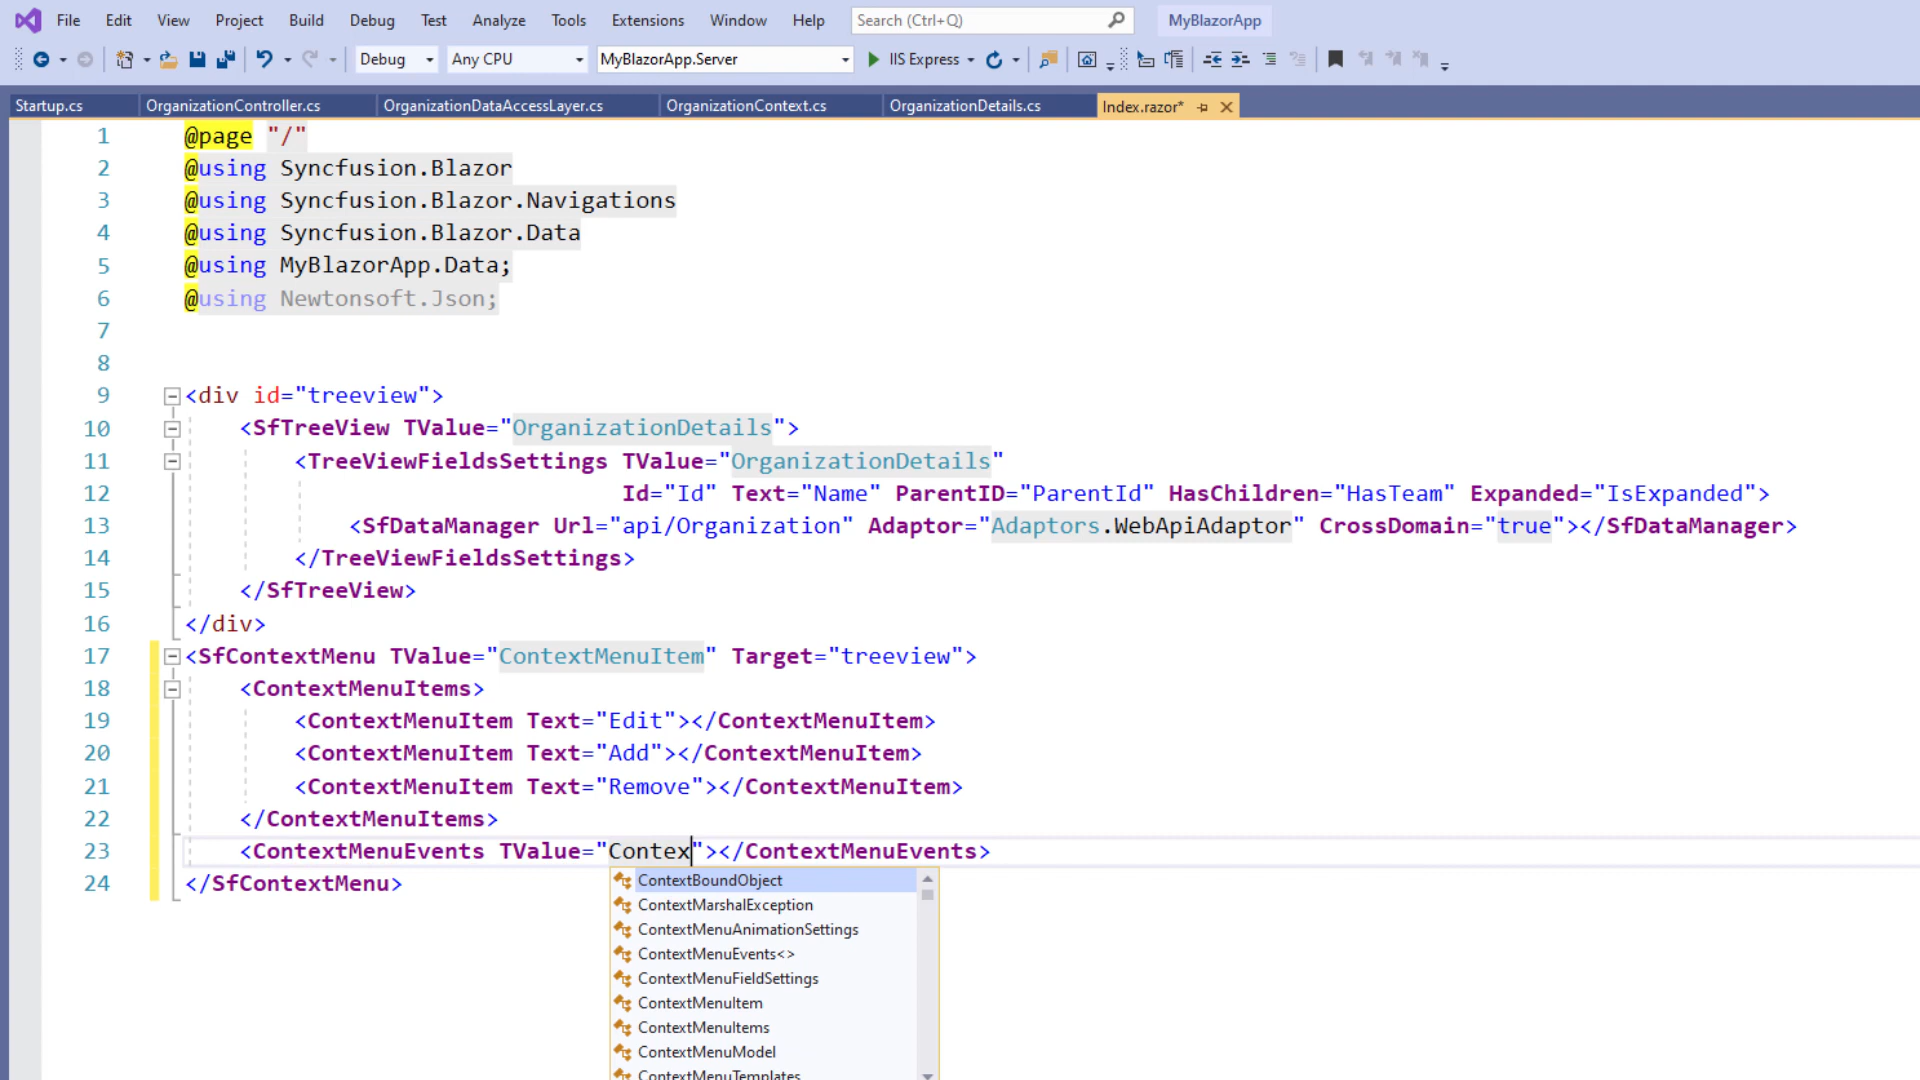 File Edit View Project Build Debug Test Analyze Tools Extensions Window Help Search (Ctrl+Q) MyBlazorApp
Debug Any CPU MyBlazorApp.Server IIS Express
Startup.cs OrganizationController.cs OrganizationDataAccessLayer.cs OrganizationContext.cs OrganizationDetails.cs Index.razor*
1 @page "/"
2 @using Syncfusion.Blazor
3 @using Syncfusion.Blazor.Navigations
4 @using Syncfusion.Blazor.Data
5 @using MyBlazorApp.Data;
6 @using Newtonsoft.Json;
7
8
9 <div id="treeview">
10 <SfTreeView TValue="OrganizationDetails">
11 <TreeViewFieldsSettings TValue="OrganizationDetails"
12 Id="Id" Text="Name" ParentID="ParentId" HasChildren="HasTeam" Expanded="IsExpanded">
13 <SfDataManager Url="api/Organization" Adaptor="Adaptors.WebApiAdaptor" CrossDomain="true"></SfDataManager>
14 </TreeViewFieldsSettings>
15 </SfTreeView>
16 </div>
17 <SfContextMenu TValue="ContextMenuItem" Target="treeview">
18 <ContextMenuItems>
19 <ContextMenuItem Text="Edit"></ContextMenuItem>
20 <ContextMenuItem Text="Add"></ContextMenuItem>
21 <ContextMenuItem Text="Remove"></ContextMenuItem>
22 </ContextMenuItems>
23 <ContextMenuEvents TValue="Contex"></ContextMenuEvents>
24 </SfContextMenu>
ContextBoundObject
ContextMarshalException
ContextMenuAnimationSettings
ContextMenuEvents<>
ContextMenuFieldSettings
ContextMenuItem
ContextMenuItems
ContextMenuModel
ContextMenuTemplates